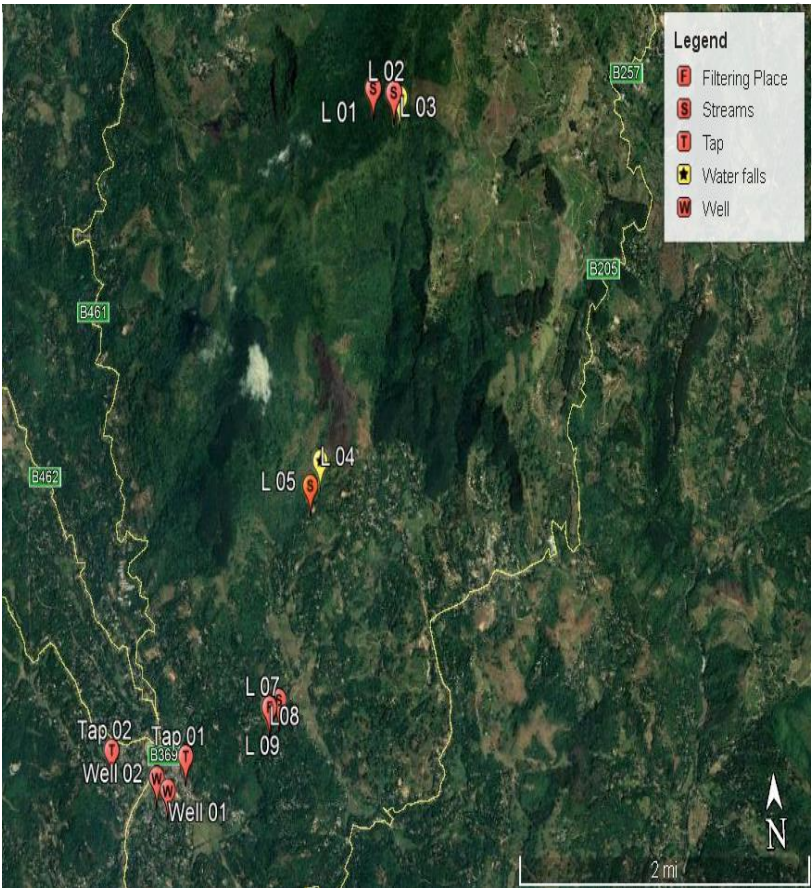 Legend
F Filtering Place
S Streams
T Tap
Water falls
W Well
B257
L 02
S S
L 01 L 03
B205
B461
L 04
B462
L 05 S
L 07
F S
L08
L 09
Tap 02 Tap 01
T B369 T
Well 02 W
W
Well 01
N
2 mi